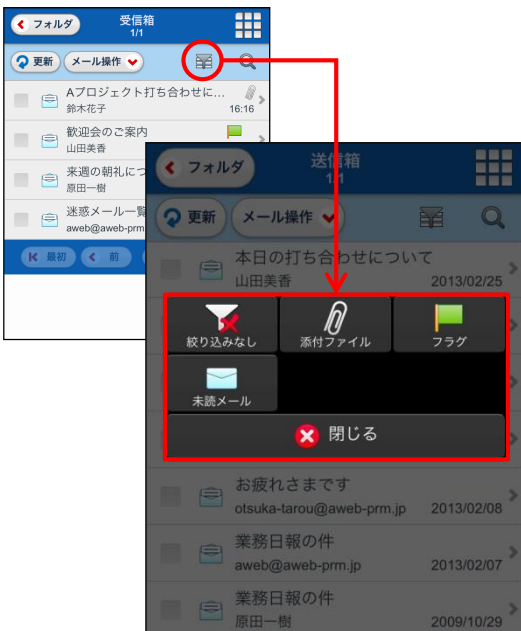 フォルダ
受信箱
1/1
更新
メール操作
Aプロジェクト打ち合わせに...
鈴木花子
16:16
歓迎会のご案内
山田美香
来週の朝礼につ
原田一樹
迷惑メール一覧
aweb@aweb-prm
最初
前
フォルダ
送信箱
1/1
更新
メール操作
本日の打ち合わせについて
山田美香
2013/02/25
絞り込みなし
添付ファイル
フラグ
未読メール
閉じる
お疲れさまです
otsuka-tarou@aweb-prm.jp
2013/02/08
業務日報の件
aweb@aweb-prm.jp
2013/02/07
業務日報の件
原田一樹
2009/10/29